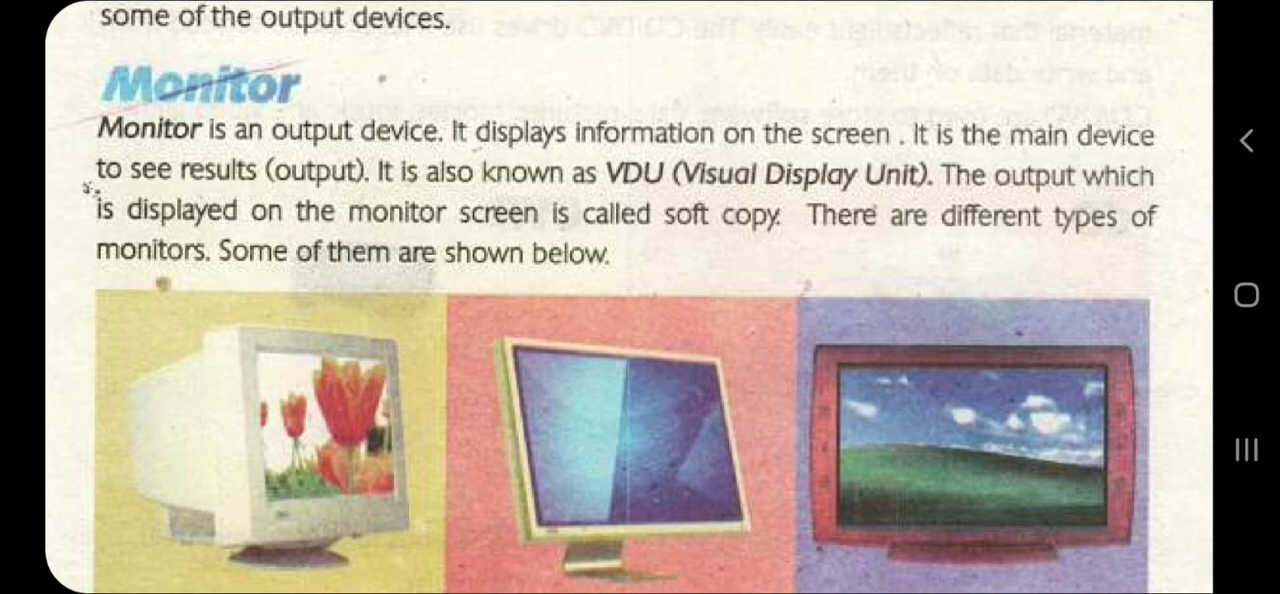 some of the output devices.
Monitor
Monitor is an output device. It displays information on the screen . It is the main device
to see results (output). It is also known as VDU (Visual Display Unit). The output which
is displayed on the monitor screen is called soft copy. There are different types of
monitors. Some of them are shown below.